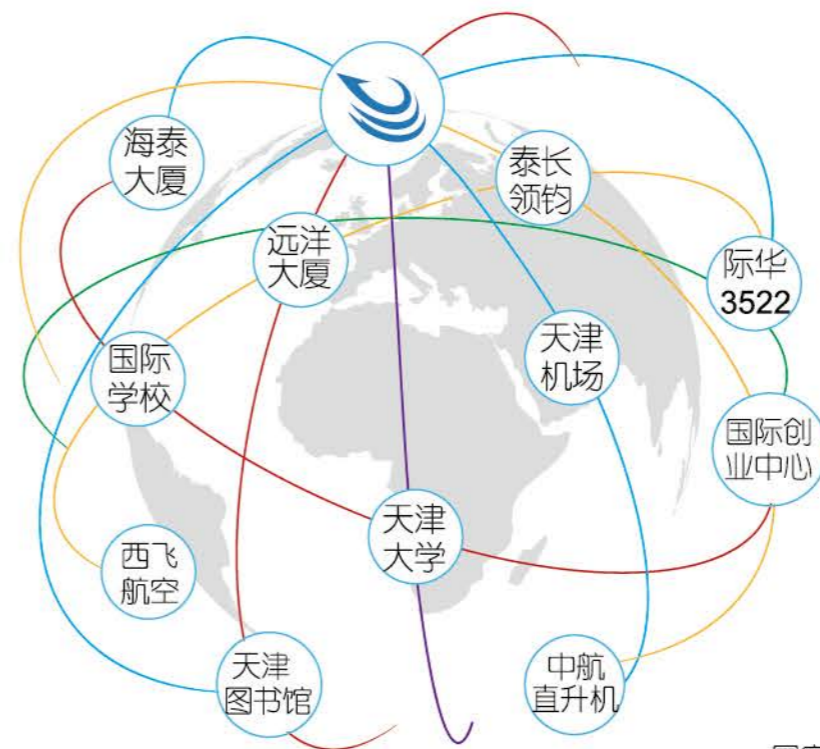 海泰
大厦
泰长
领钧
远洋
大厦
际华
3522
国际
学校
天津
机场
国际创
业中心
天津
大学
西飞
航空
天津
图书馆
中航
直升机